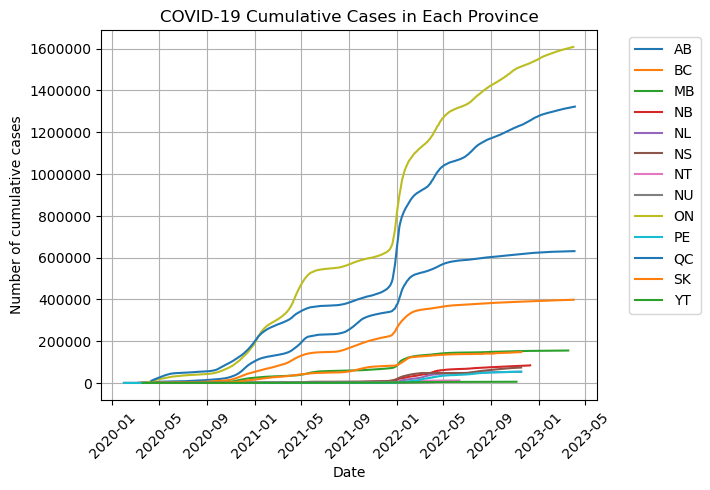 COVID-19 Cumulative Cases in Each Province
Number of cumulative cases
1600000
1400000
1200000
1000000
800000
600000
400000
200000
0
2020-01
2020-05
2020-09
2021-01
2021-05
2021-09
2022-01
2022-05
2022-09
2023-01
2023-05
Date
AB
BC
MB
NB
NL
NS
NT
NU
ON
PE
QC
SK
YT